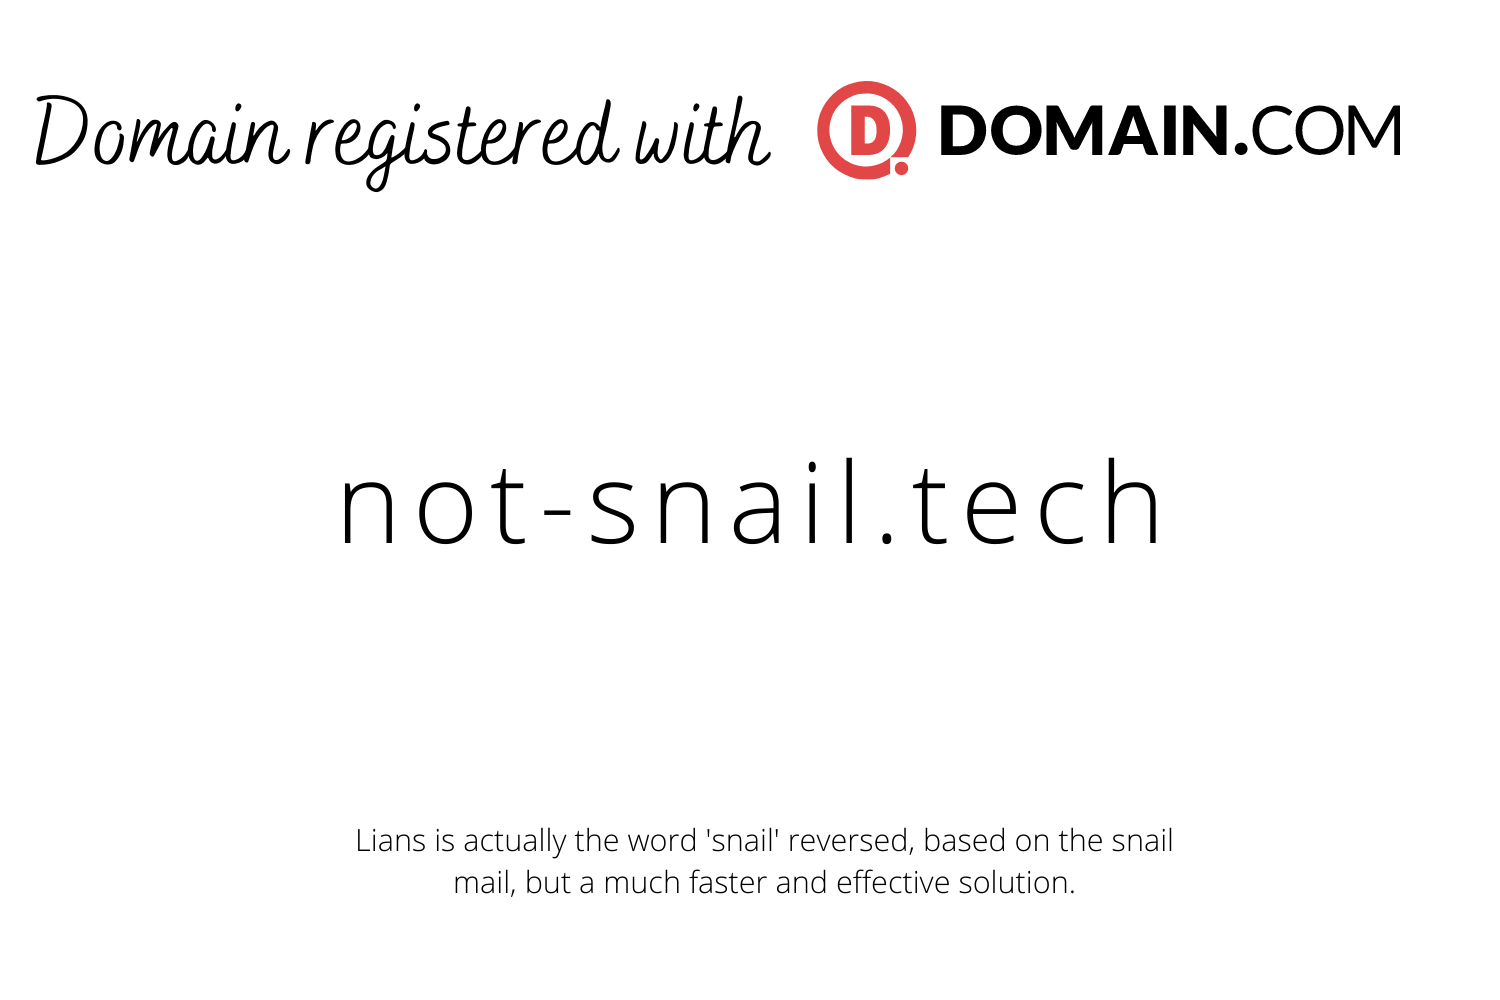 Domain registered with D DOMAIN.COM
not-snail.tech
Lians is actually the word 'snail' reversed, based on the snail
mail, but a much faster and effective solution.